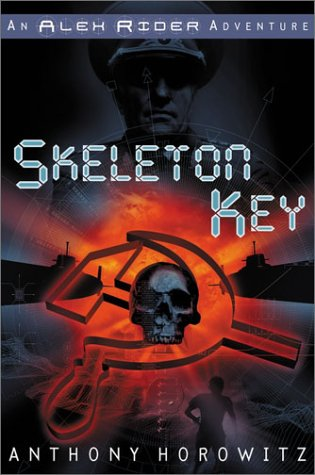 AN ALEX RIDER ADVENTURE
SKELETON
KEY
ANTHONY HOROWITZ